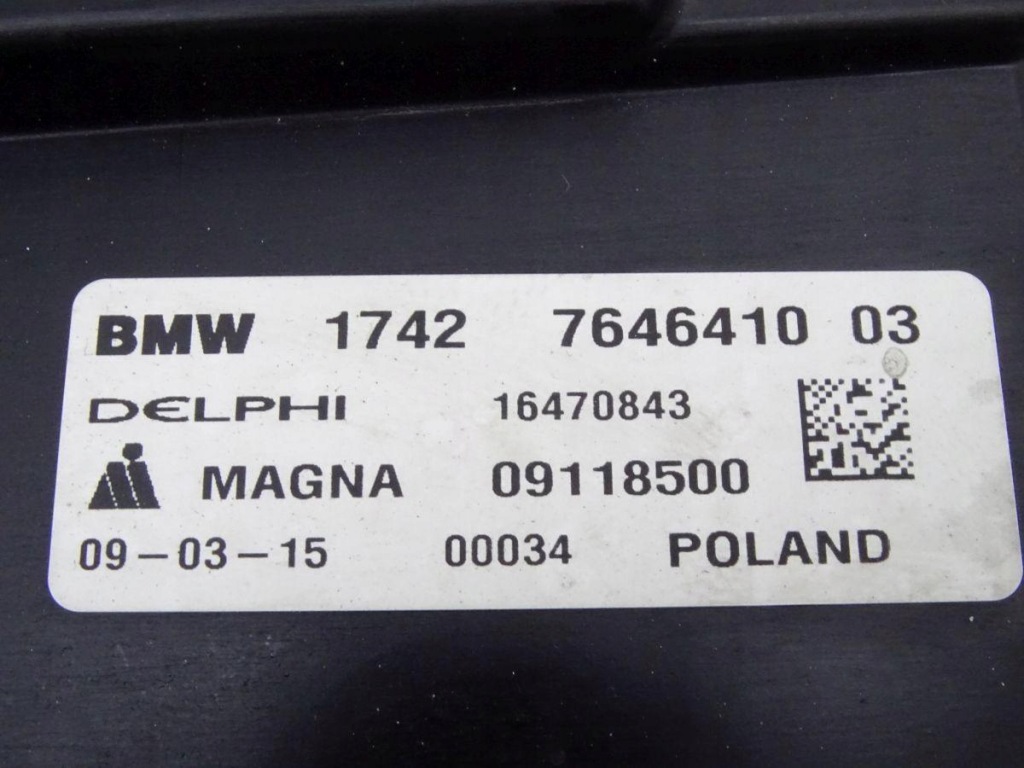 BMW 1742 7646410 03
DELPHI 16470843
MAGNA 09118500
09-03-15 00034 POLAND